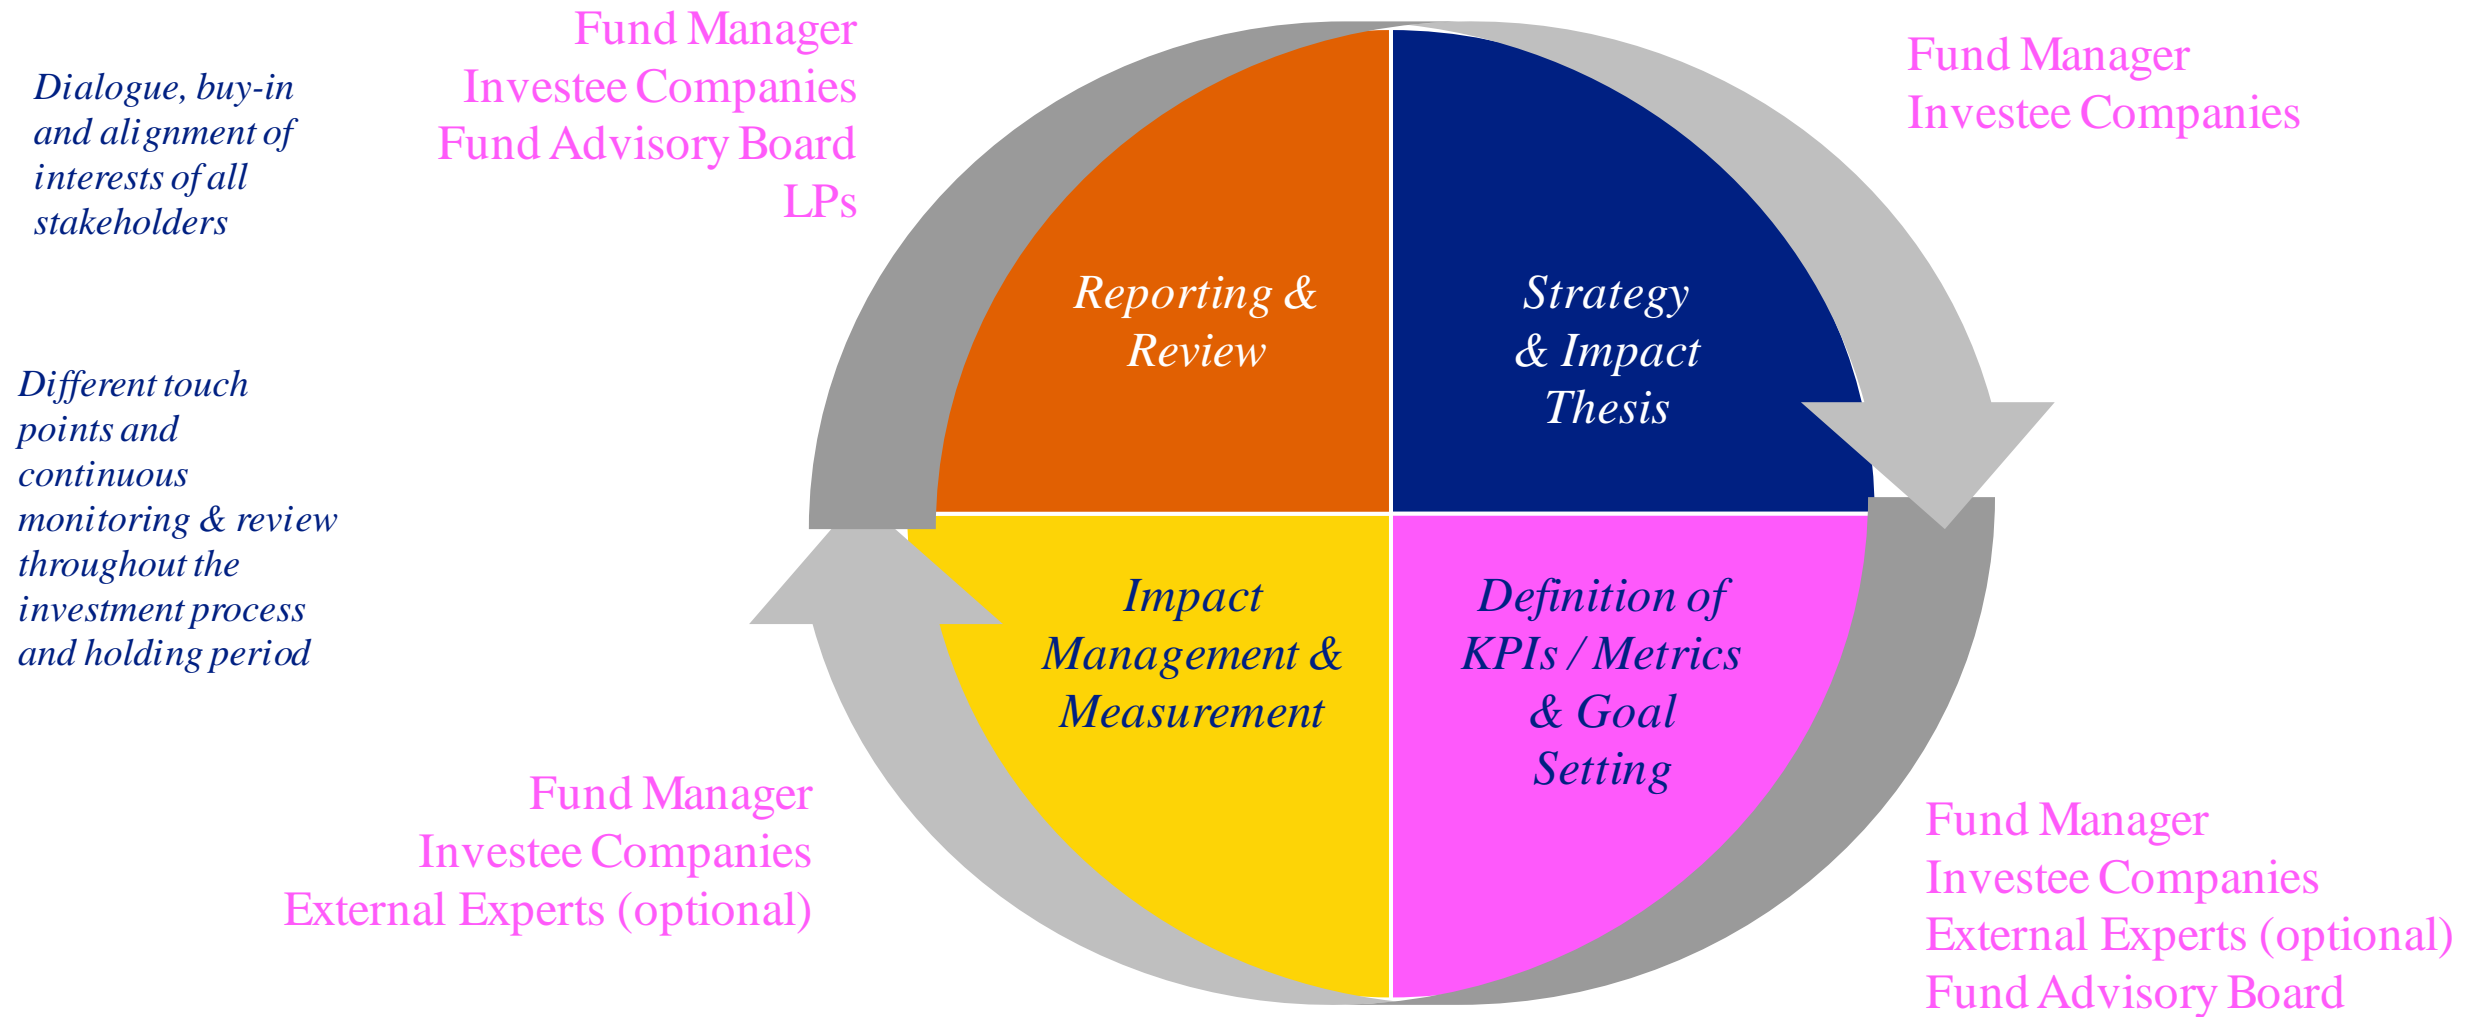 Dialogue, buy-in
and alignment of
interests of all
stakeholders
Different touch
points and
continuous
monitoring & review
throughout the
investment process
and holding period
Fund Manager
Investee Companies
Fund Advisory Board
LPs
Fund Manager
Investee Companies
Reporting &
Review
Strategy
& Impact
Thesis
Impact
Management &
Measurement
Definition of
KPIs / Metrics
& Goal
Setting
Fund Manager
Investee Companies
External Experts (optional)
Fund Manager
Investee Companies
External Experts (optional)
Fund Advisory Board